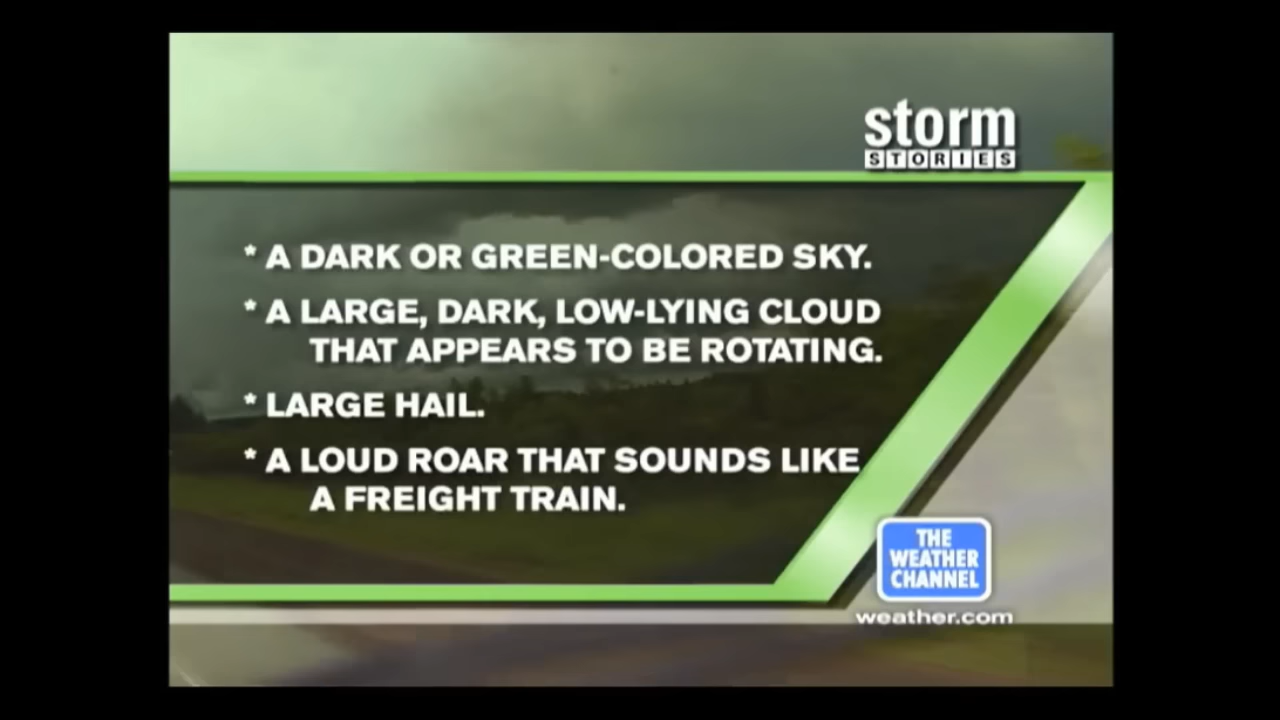 storm
STORIES
* A DARK OR GREEN-COLORED SKY.
* A LARGE, DARK, LOW-LYING CLOUD
THAT APPEARS TO BE ROTATING.
* LARGE HAIL.
* A LOUD ROAR THAT SOUNDS LIKE
A FREIGHT TRAIN.
THE
WEATHER
CHANNEL
weather.com